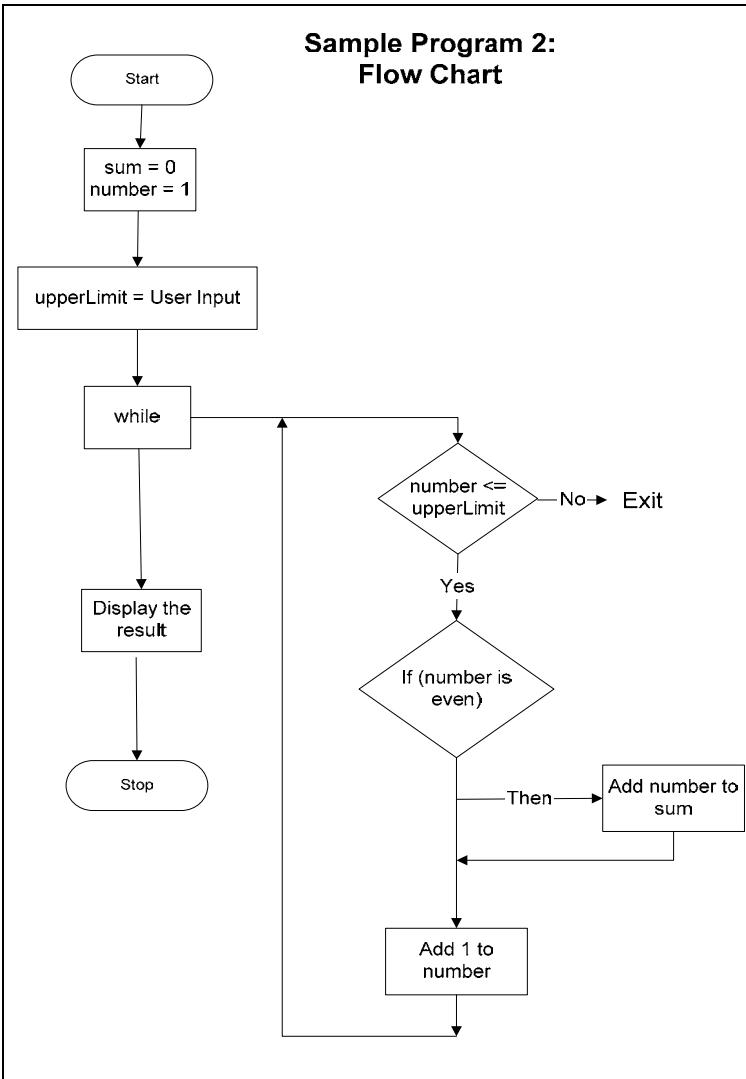 Sample Program 2:
Flow Chart
Start
sum = 0
number = 1
upperLimit = User Input
while
number <=
upperLimit
No
Exit
Yes
Display the
result
If (number is
even)
Stop
Then
Add number to
sum
Add 1 to
number